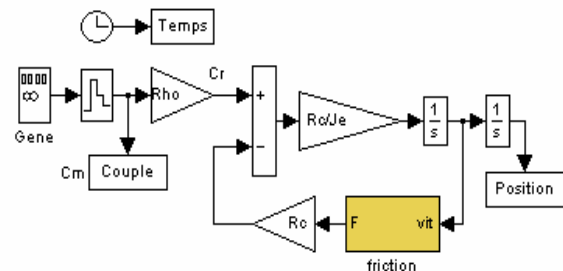 Temps
Cr
Rho
+
Rc/Je
1
s
1
s
Gene
−
Cm
Couple
Position
Rc
F
vit
friction